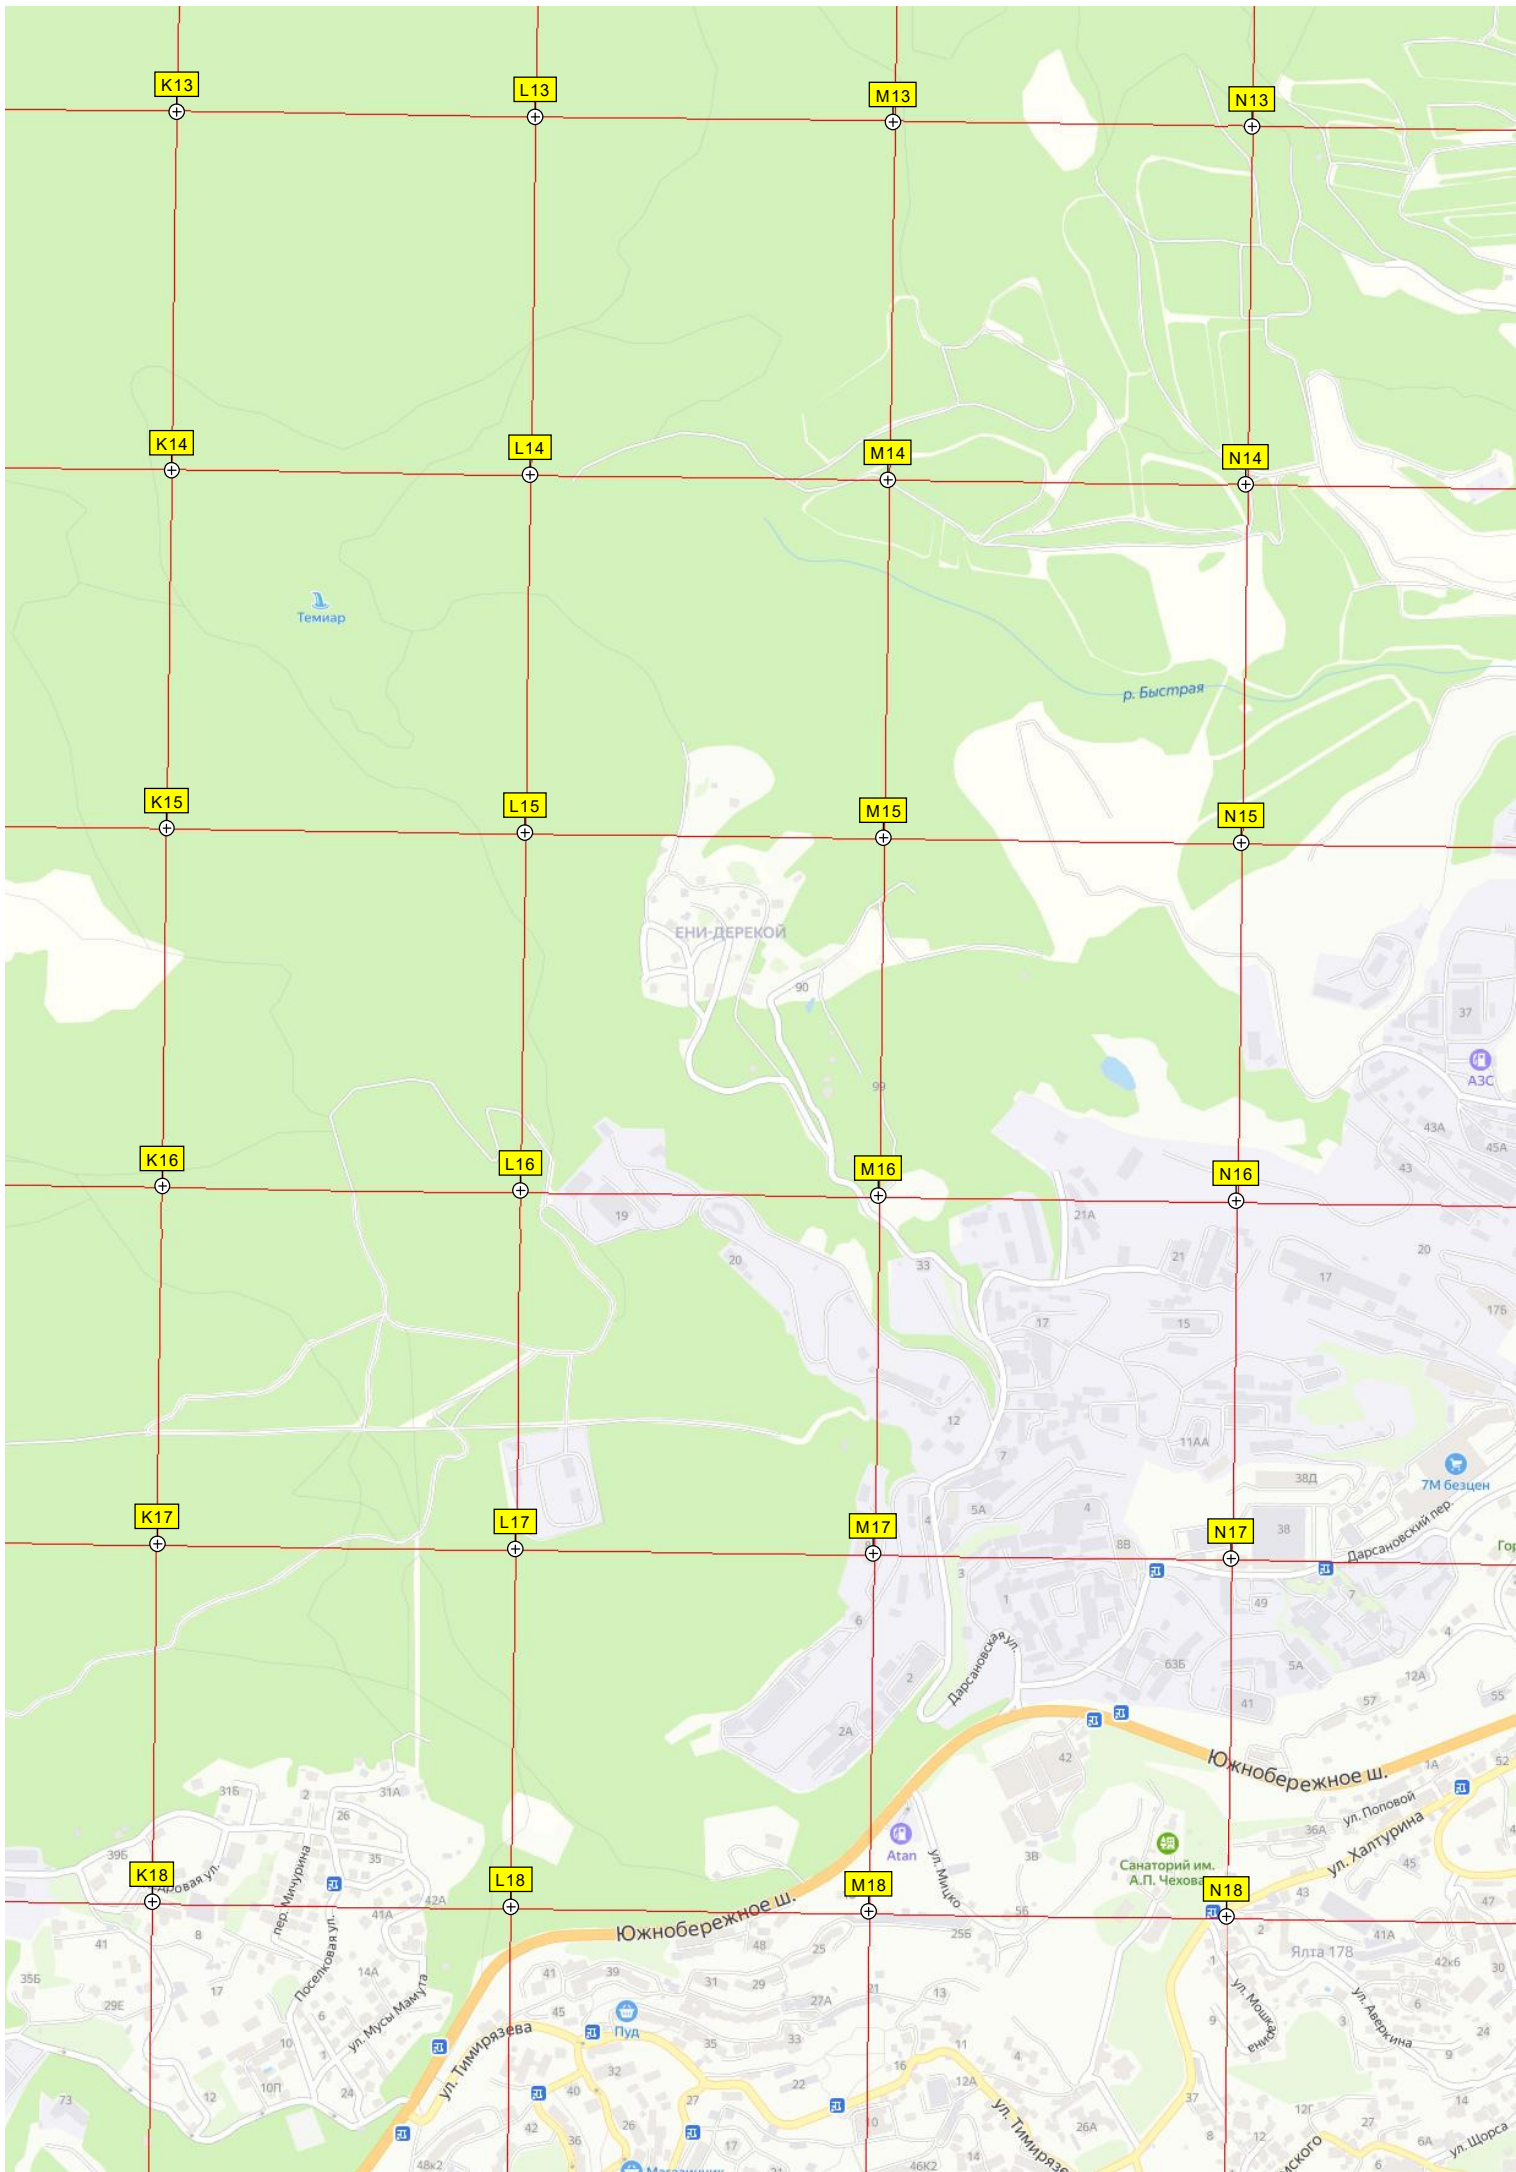 K13
L13
M13
N13
K14
L14
M14
N14
Темиар
р. Быстрая
K15
L15
M15
N15
ЕНИ-ДЕРЕКОЙ
90
37
АЗС
99
43А
45А
43
K16
L16
M16
N16
19
21А
20
33
21
20
17
17Б
17
15
12
11АА
7
38Д
7М безцен
5А
4
4
K17
L17
M17
N17
38
Дарсановский пер.
8В
Гор
3
1
49
7
6
4
Дарсановская ул.
2
63Б
5А
12А
41
57
55
2А
42
Южнобережное ш.
1А
52
31Б
2
31А
26
ул. Поповой
36А
ул. Халтурина
Atan
ул. Мицко
3В
Санаторий им.
А.П. Чехова
45
39Б
35
K18
L18
M18
N18
пер. Мичурина
42А
43
47
41А
5Б
41
8
Южнобережное ш.
48
25
25Б
2
41А
Ялта 178
1
42к6
30
35Б
14А
17
Поселковая ул.
41
39
31
29
21
13
29Е
6
ул. Мусы Мамута
45
Пуд
27А
9
3
ул. Аверкина
6
24
10
1
ул. Тимирязева
35
33
11
4
9
73
12
10П
24
40
32
22
16
12А
27
37
12Г
14
42
26
10
ул. Тимирязе
26А
27
8
12
6А
ул. Щорса
48к2
36
17
46К2
14
6
Магазинчик